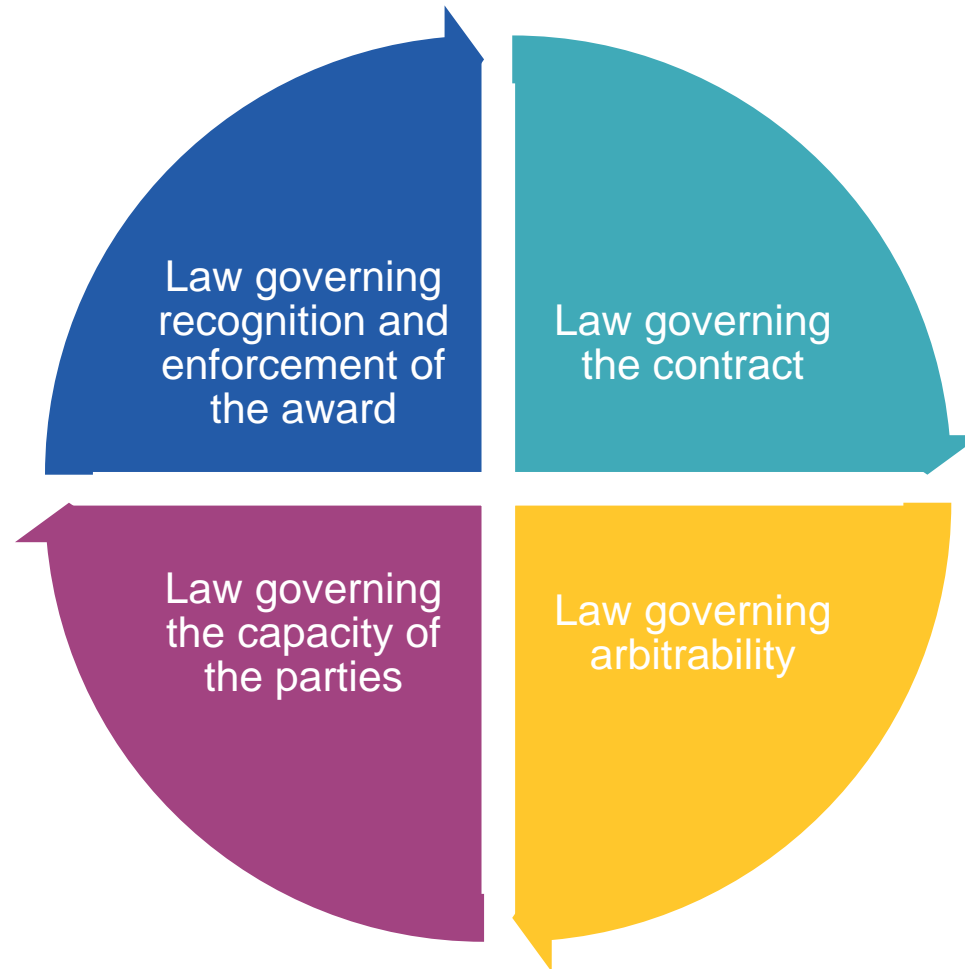 Law governing
recognition and
enforcement of
the award
Law governing
the contract
Law governing
the capacity of
the parties
Law governing
arbitrability